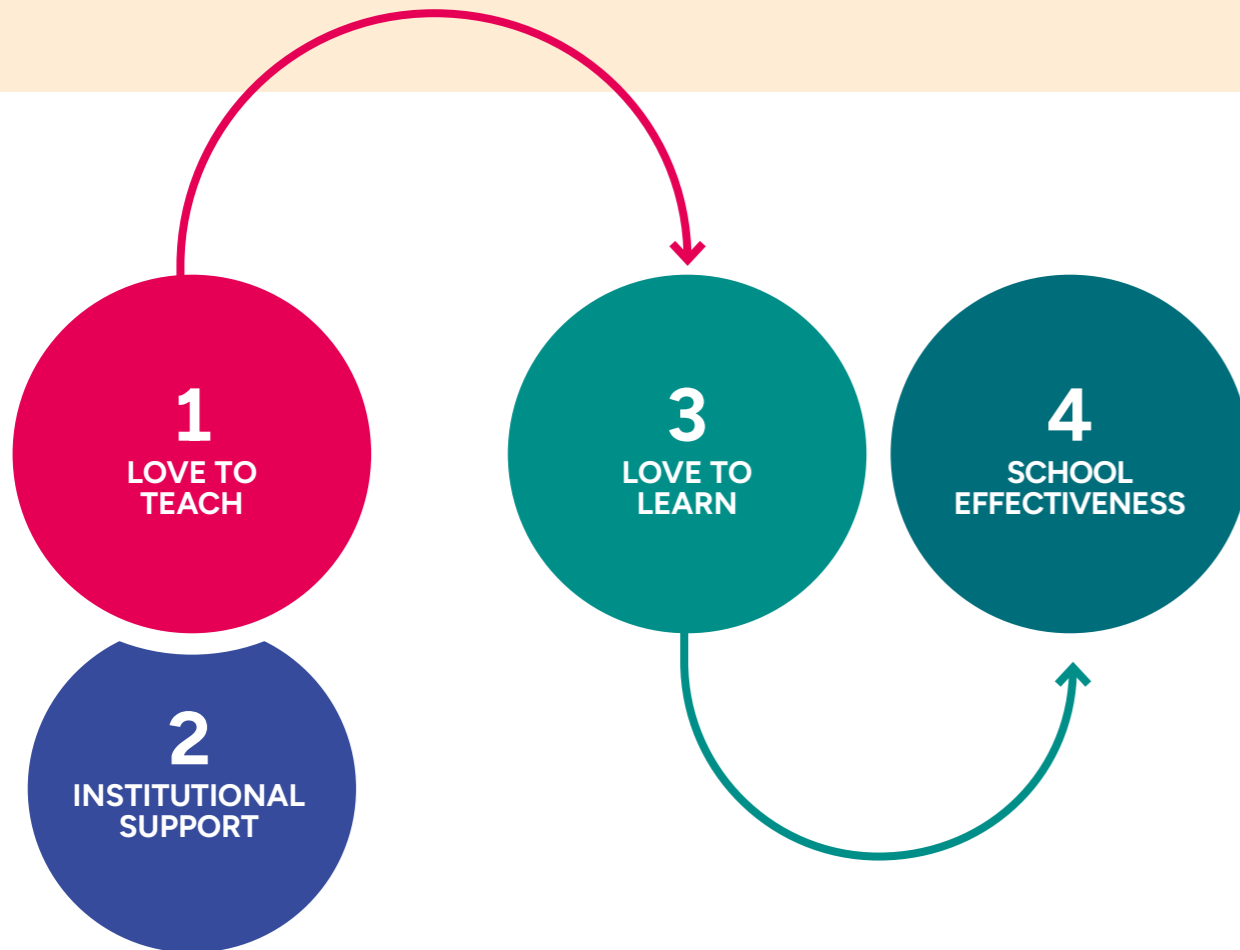 1
LOVE TO
TEACH
2
INSTITUTIONAL
SUPPORT
3
LOVE TO
LEARN
4
SCHOOL
EFFECTIVENESS